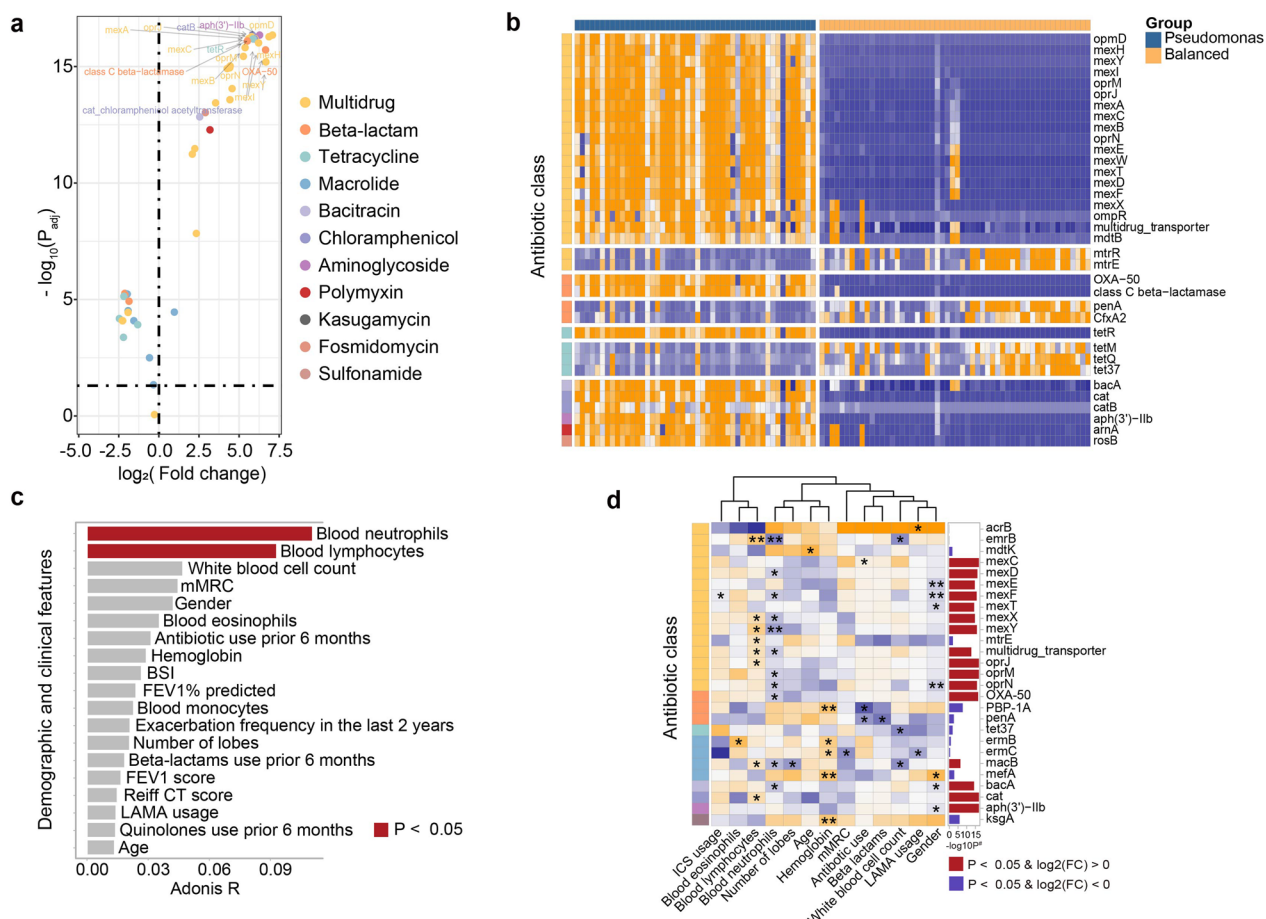 a
mexA
oprJ
catB
aph(3')-IIb
opmD
mexC
tetR
mexH
oprM
class C beta-lactamase
oprN
OXA-50
mexB
mexY
mexI
cat_chloramphenicol acetyltransferase
15
10
5
0
- log10(Padj)
-5.0
-2.5
0
2.5
5.0
7.5
log₂( Fold change)
Multidrug
Beta-lactam
Tetracycline
Macrolide
Bacitracin
Chloramphenicol
Aminoglycoside
Polymyxin
Kasugamycin
Fosmidomycin
Sulfonamide
b
Group
Pseudomonas
Balanced
Antibiotic class
opmD
mexH
mexY
mexI
oprM
oprJ
mexA
mexC
mexB
oprN
mexE
mexW
mexT
mexD
mexF
mexX
ompR
multidrug_transporter
mdtB
mtrR
mtrE
OXA−50
class C beta−lactamase
penA
CfxA2
tetR
tetM
tetQ
tet37
bacA
cat
catB
aph(3')−IIb
arnA
rosB
c
Demographic and clinical features
Blood neutrophils
Blood lymphocytes
White blood cell count
mMRC
Gender
Blood eosinophils
Antibiotic use prior 6 months
Hemoglobin
BSI
FEV1% predicted
Blood monocytes
Exacerbation frequency in the last 2 years
Number of lobes
Beta-lactams use prior 6 months
FEV1 score
Reiff CT score
LAMA usage
Quinolones use prior 6 months
Age
P < 0.05
0.00
0.03
0.06
0.09
Adonis R
d
Antibiotic class
acrB
emrB
mdtK
mexC
mexD
mexE
mexF
mexT
mexX
mexY
mtrE
multidrug_transporter
oprJ
oprM
oprN
OXA-50
PBP-1A
penA
tet37
ermB
ermC
macB
mefA
bacA
cat
aph(3')-IIb
ksgA
ICS usage
Blood eosinophils
Blood lymphocytes
Blood neutrophils
Number of lobes
Age
Hemoglobin
mMRC
Antibotic use
Beta lactams
White blood cell count
LAMA usage
Gender
0 5 10 15
-log10P#
P < 0.05 & log2(FC) > 0
P < 0.05 & log2(FC) < 0